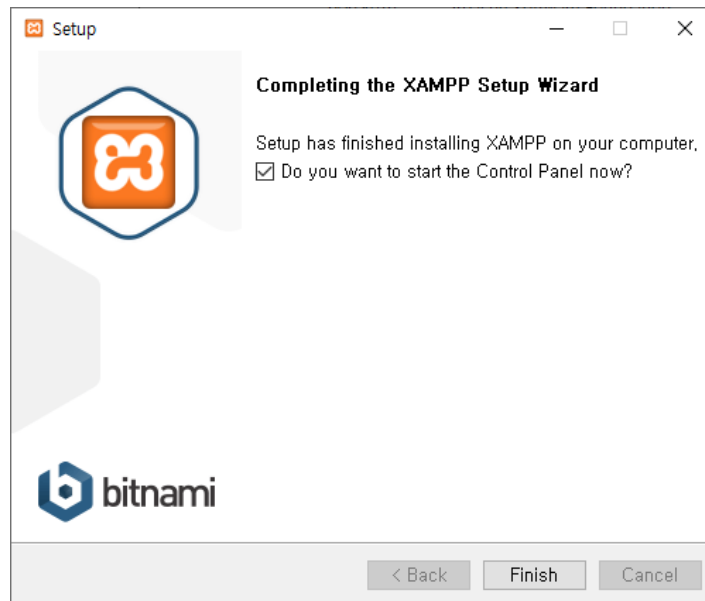 Setup
Completing the XAMPP Setup Wizard
Setup has finished installing XAMPP on your computer,
Do you want to start the Control Panel now?
bitnami
< Back
Finish
Cancel